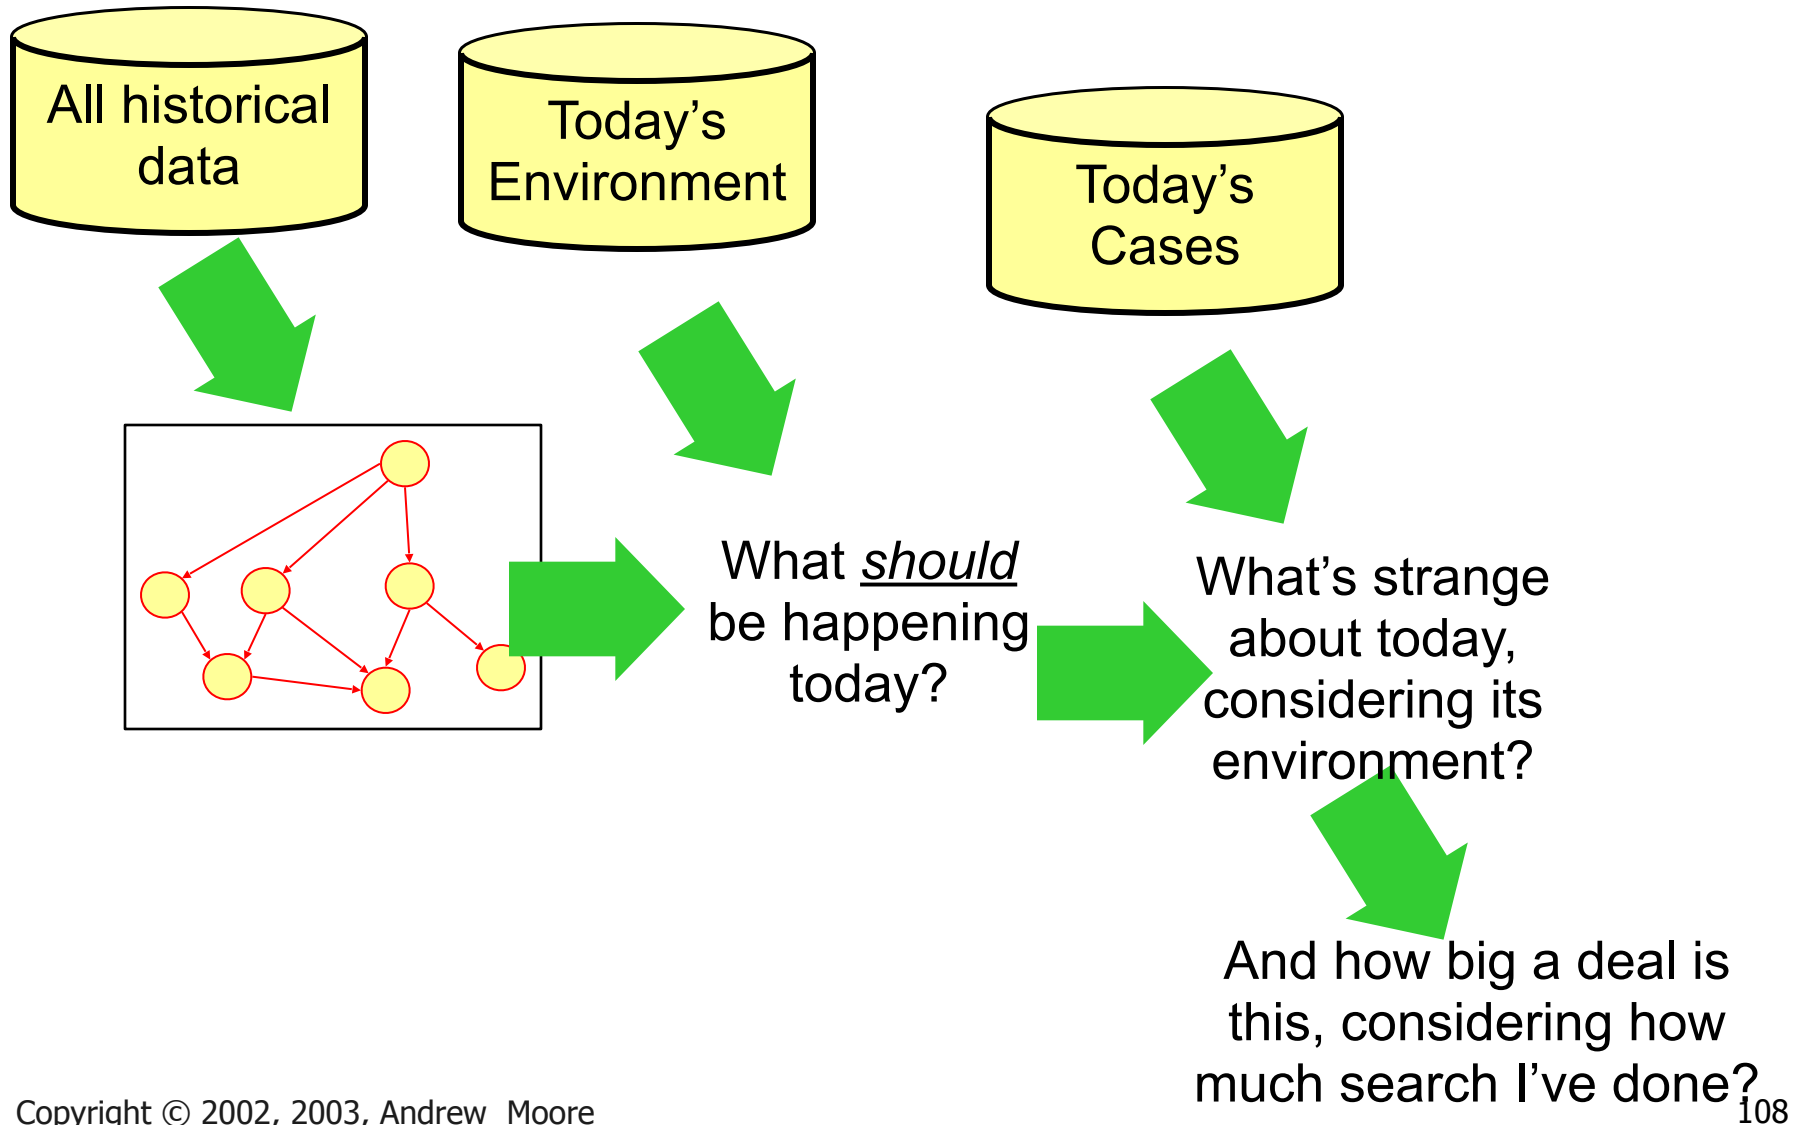 All historical
data
Today’s
Environment
Today’s
Cases
What should
be happening
today?
What’s strange
about today,
considering its
environment?
And how big a deal is
this, considering how
much search I’ve done?
Copyright © 2002, 2003, Andrew Moore
108